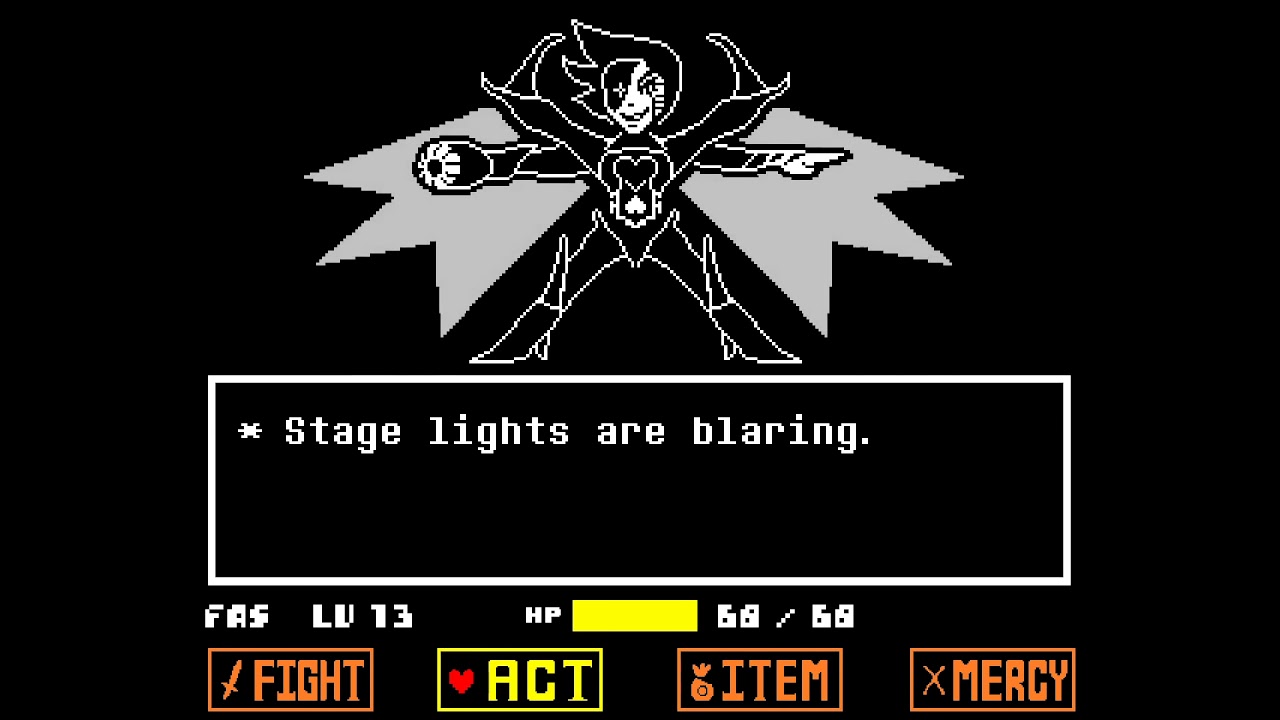 * Stage lights are blaring.
FAS LV 13 HP 68 / 68
FIGHT ACT ITEM MERCY